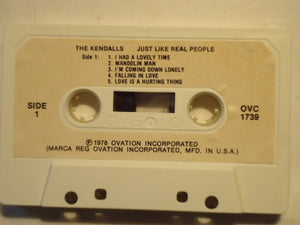 THE KENDALLS JUST LIKE REAL PEOPLE
Side 1: 1. I HAD A LOVELY TIME
2. MANDOLIN MAN
3. I'M COMING DOWN LONELY
4. FALLING IN LOVE
5. LOVE IS A HURTING THING
SIDE 1
OVC 1739
℗1978 OVATION INCORPORATED
(MARCA REG OVATION INCORPORATED, MFD. IN U.S.A.)